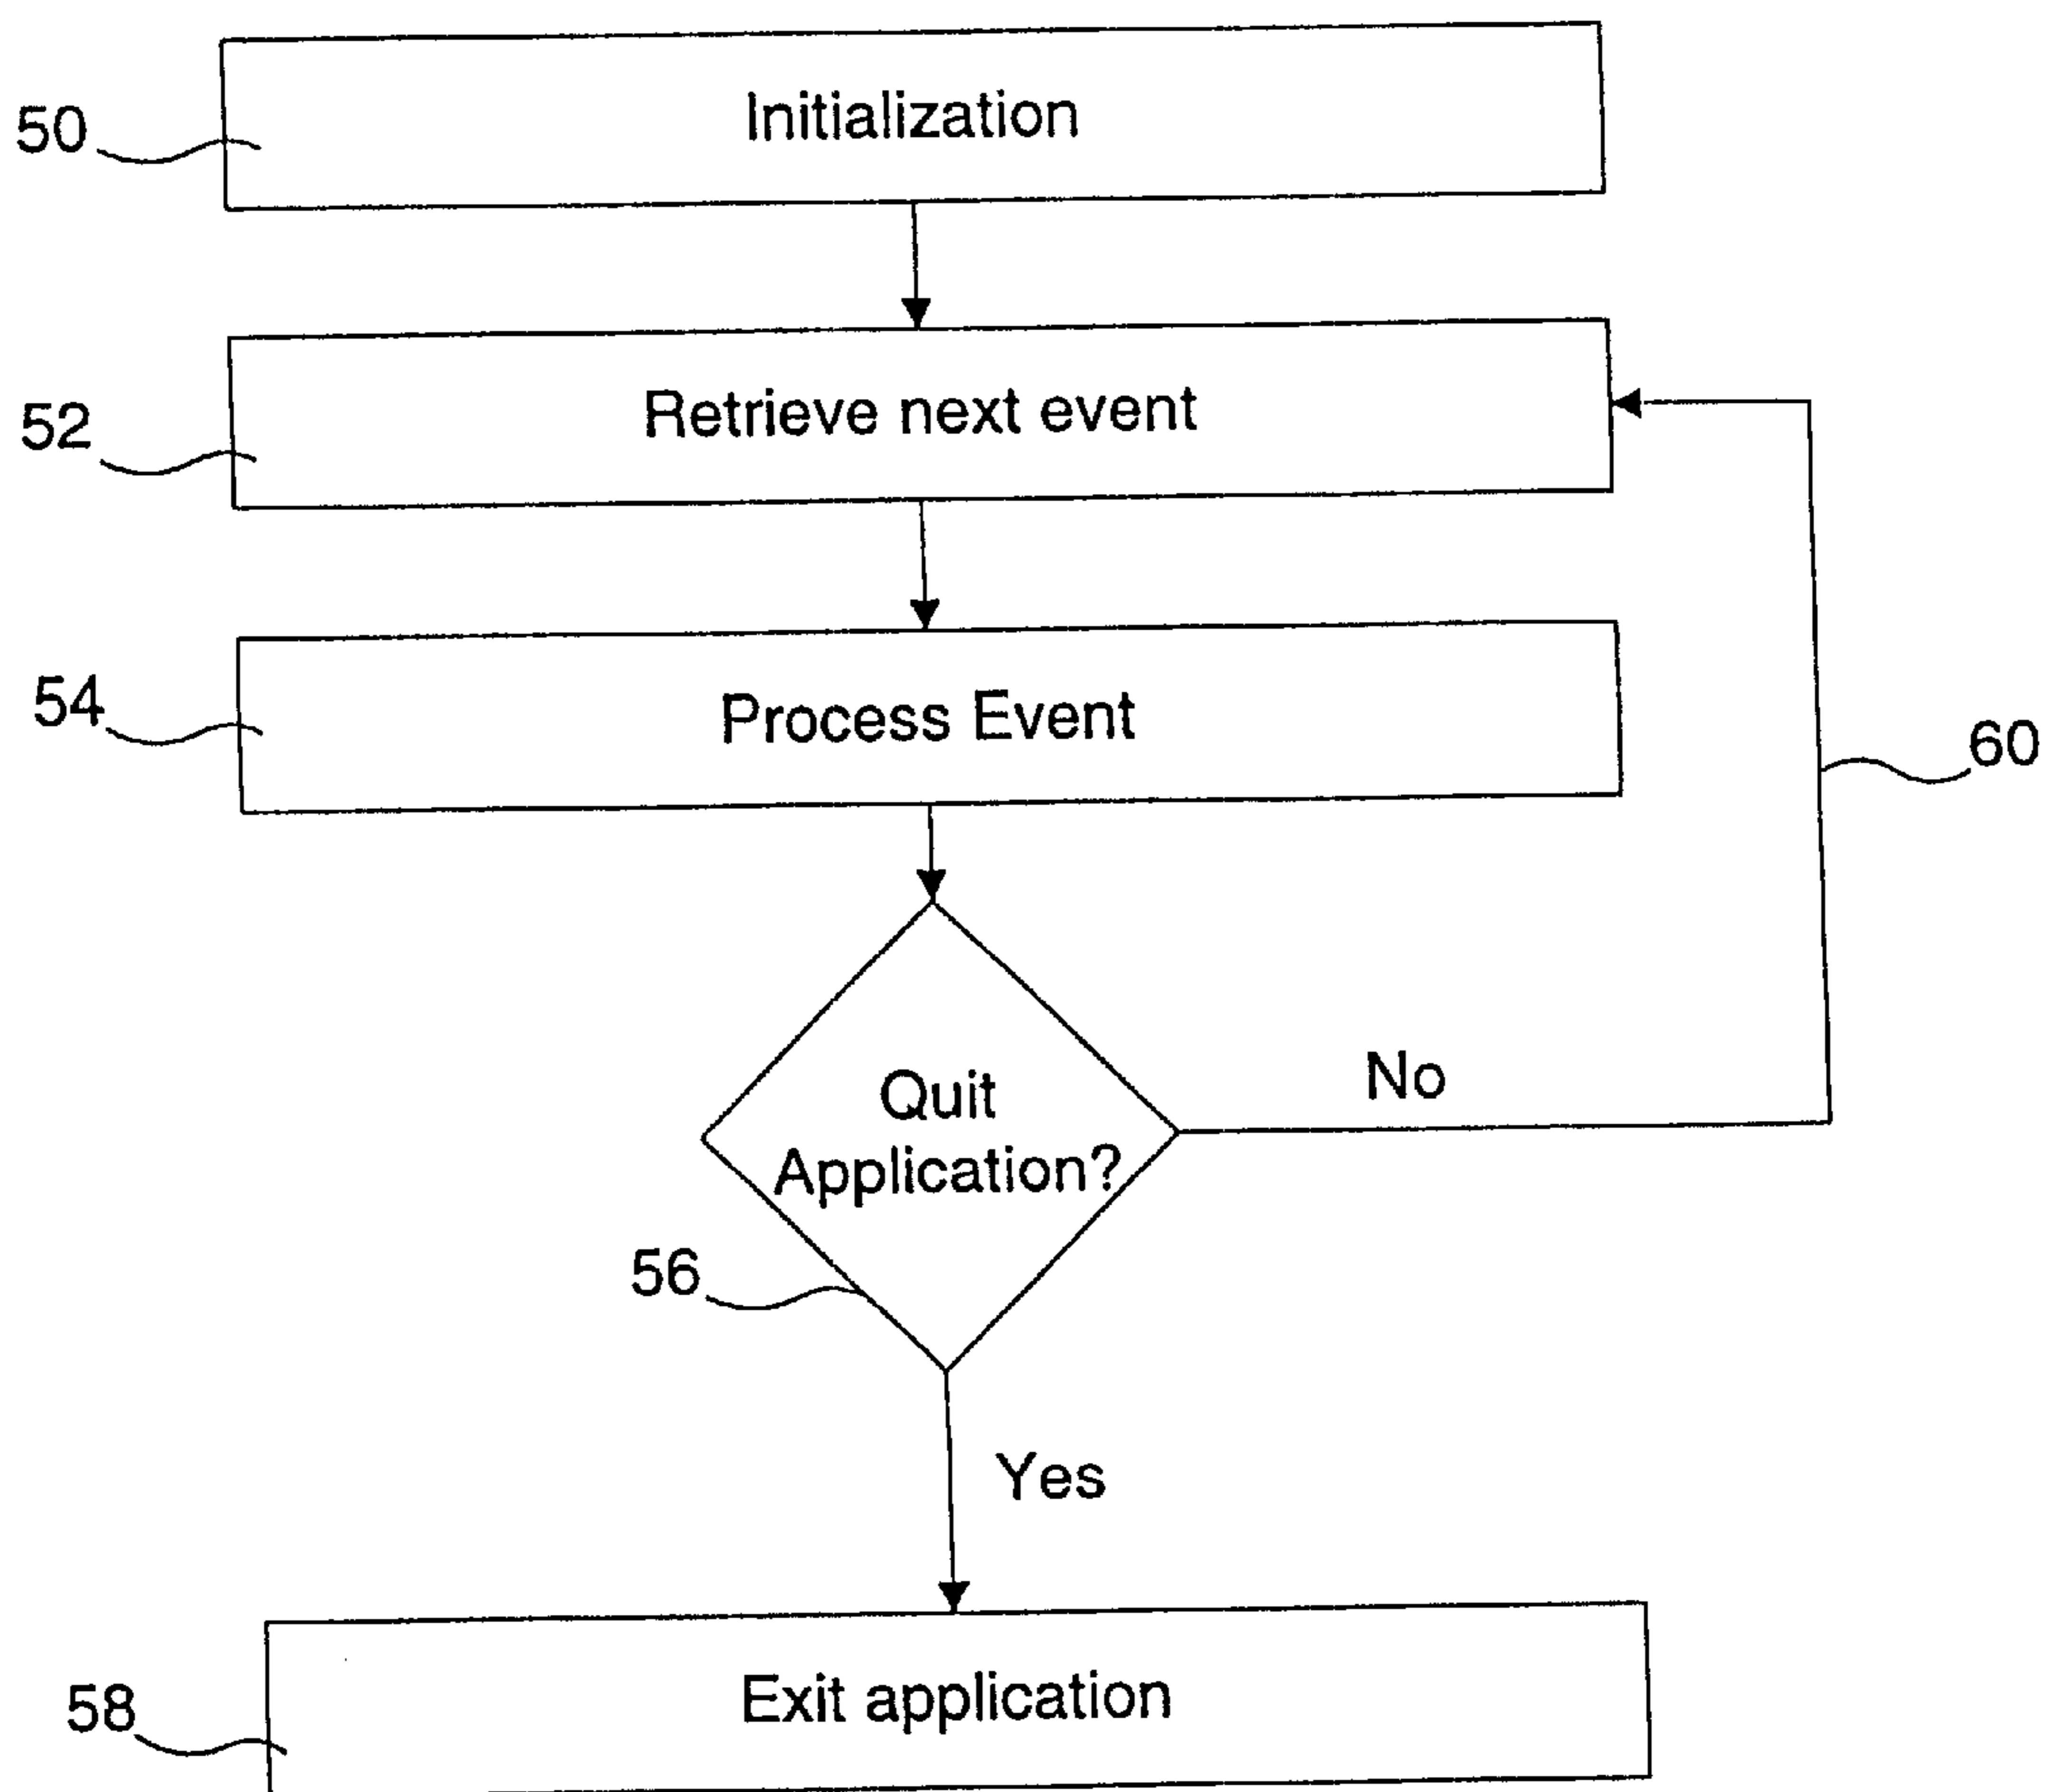 50
Initialization
52
Retrieve next event
54
Process Event
60
Quit
Application?
No
56
Yes
58
Exit application